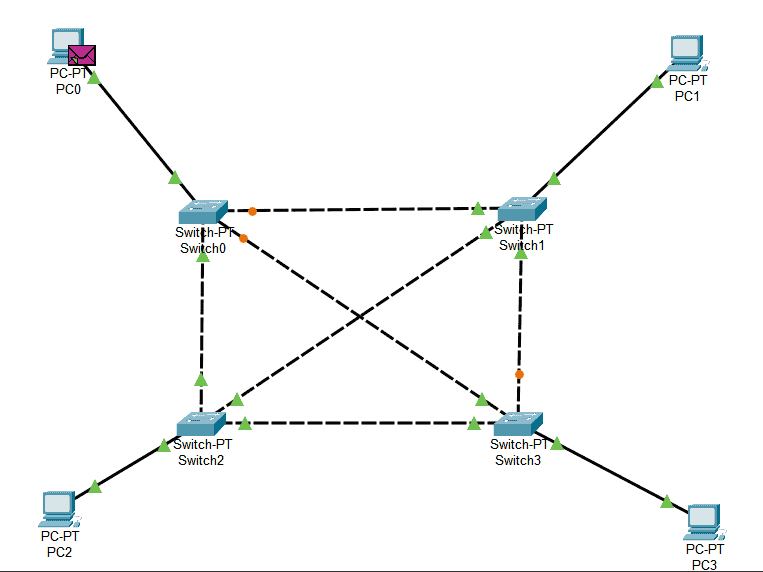 PC-PT
PC0
PC-PT
PC1
Switch-PT
Switch0
Switch-PT
Switch1
Switch-PT
Switch2
Switch-PT
Switch3
PC-PT
PC2
PC-PT
PC3